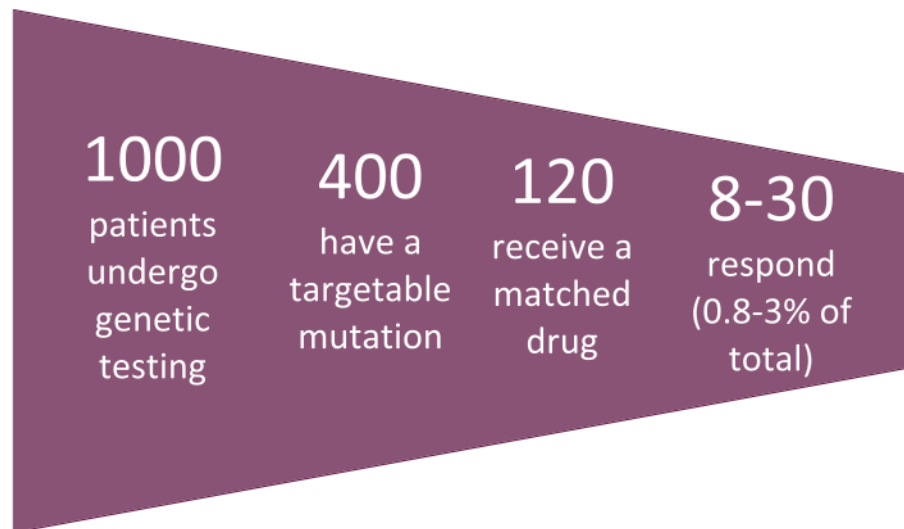 1000
patients
undergo
genetic
testing
400
have a
targetable
mutation
120
receive a
matched
drug
8-30
respond
(0.8-3% of
total)